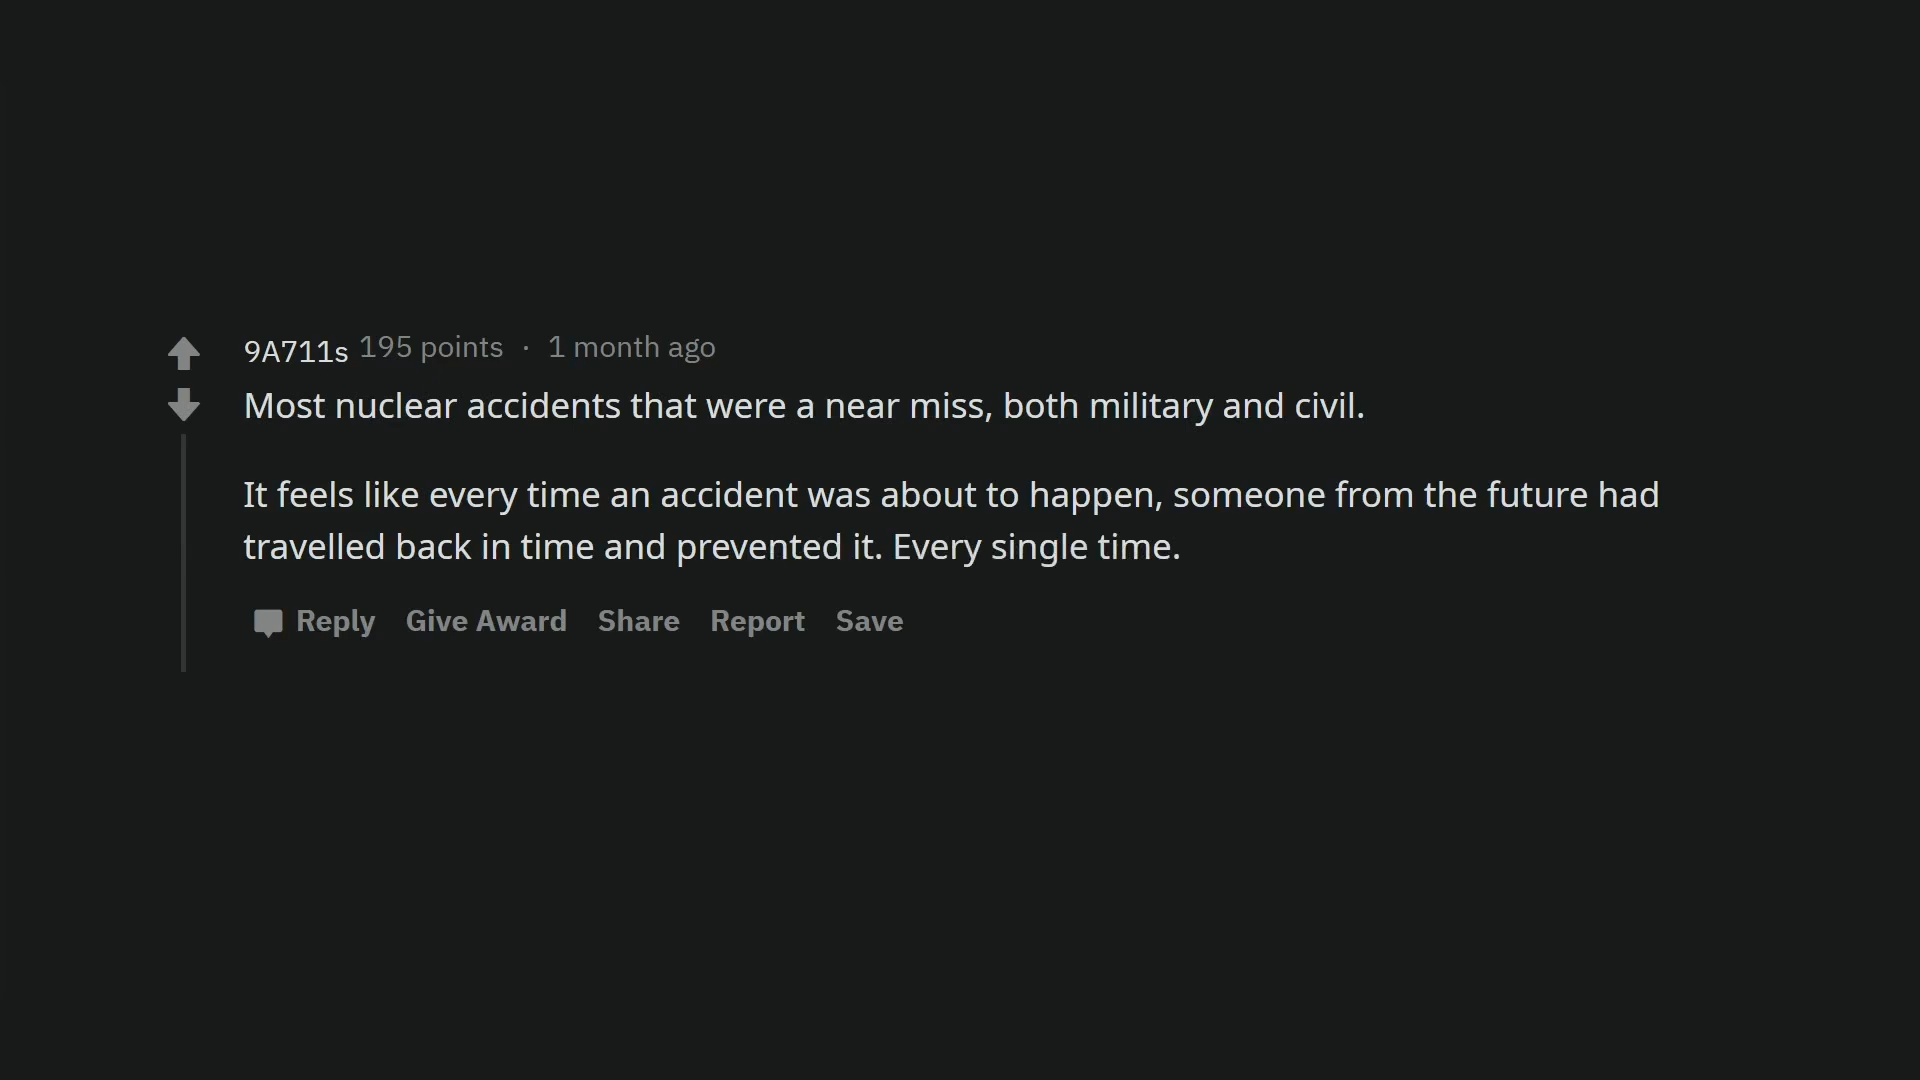 9A711s 195 points · 1 month ago
Most nuclear accidents that were a near miss, both military and civil.
It feels like every time an accident was about to happen, someone from the future had
travelled back in time and prevented it. Every single time.
Reply Give Award Share Report Save